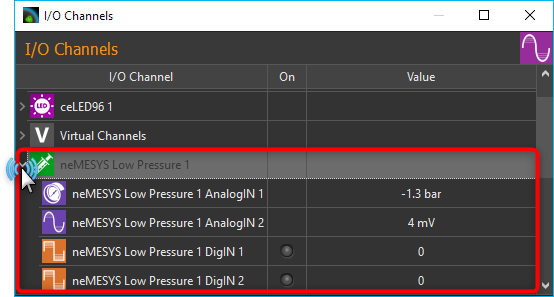 I/O Channels
I/O Channels
I/O Channel On Value
LED ceLED96 1
V Virtual Channels
neMESYS Low Pressure 1
neMESYS Low Pressure 1 AnalogIN 1 -1.3 bar
neMESYS Low Pressure 1 AnalogIN 2 4 mV
neMESYS Low Pressure 1 DigIN 1 0
neMESYS Low Pressure 1 DigIN 2 0